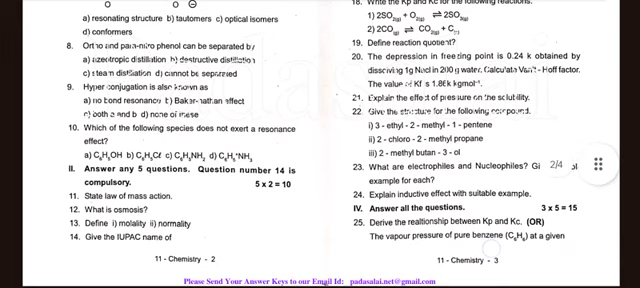 O O ⊖
a) resonating structure b) tautomers c) optical isomers
d) conformers
8. Ortho and para-nitro phenol can be separated by
a) azeotropic distillation b) destructive distillation
c) steam distillation d) cannot be separated
9. Hyper conjugation is also known as
a) no bond resonance b) Baker-nathan effect
c) both a and b d) none of these
10. Which of the following species does not exert a resonance
effect?
a) C₆H₅OH b) C₆H₅Cl c) C₆H₅NH₂ d) C₆H₅⁺NH₃
II. Answer any 5 questions. Question number 14 is
compulsory. 5 x 2 = 10
11. State law of mass action.
12. What is osmosis?
13. Define i) molality ii) normality
14. Give the IUPAC name of
11 - Chemistry - 2
18. Write the Kp and Kc for the following reactions.
1) 2SO₂(g) + O₂(g) ⇌ 2SO₃(g)
2) 2CO(g) ⇌ CO₂(g) + C(s)
19. Define reaction quotient?
20. The depression in freezing point is 0.24 k obtained by
dissolving 1g NaCl in 200 g water. Calculate Van't - Hoff factor.
The value of Kf is 1.86k kgmol⁻¹.
21. Explain the effect of pressure on the solubility.
22. Give the structure for the following compound.
i) 3 - ethyl - 2 - methyl - 1 - pentene
ii) 2 - chloro - 2 - methyl propane
iii) 2 - methyl butan - 3 - ol
23. What are electrophiles and Nucleophiles? Gi 2/4
example for each?
24. Explain inductive effect with suitable example.
IV. Answer all the questions. 3 x 5 = 15
25. Derive the realtionship between Kp and Kc. (OR)
The vapour pressure of pure benzene (C₆H₆) at a given
11 - Chemistry - 3
Please Send Your Answer Keys to our Email Id: padasalai.net@gmail.com